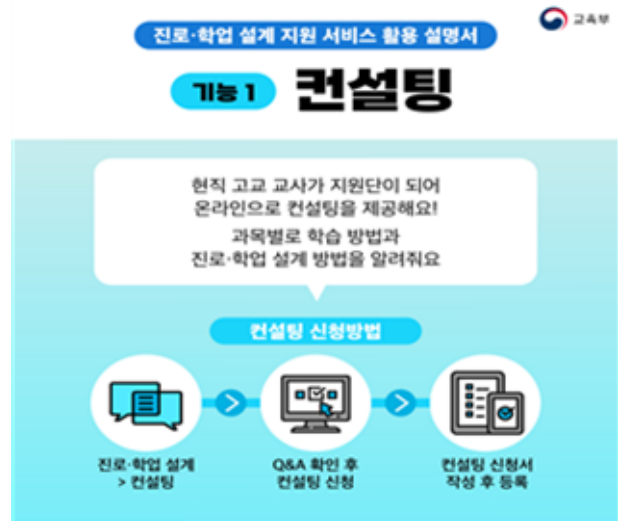 교육부
진로·학업 설계 지원 서비스 활용 설명서
기능 1 컨설팅
현직 고교 교사가 지원단이 되어
온라인으로 컨설팅을 제공해요!
과목별로 학습 방법과
진로·학업 설계 방법을 알려줘요
컨설팅 신청방법
진로·학업 설계
> 컨설팅
Q&A 확인 후
컨설팅 신청
컨설팅 신청서
작성 후 등록